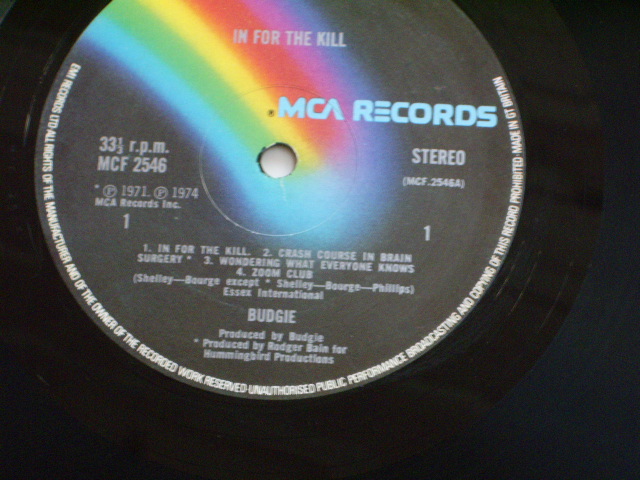 IN FOR THE KILL
® MCA RECORDS
33⅓ r.p.m.
MCF 2546
STEREO
(MCF.2546A)
* Ⓟ 1971. Ⓟ 1974
MCA Records Inc.
1
1
1. IN FOR THE KILL. 2. CRASH COURSE IN BRAIN
SURGERY * 3. WONDERING WHAT EVERYONE KNOWS
4. ZOOM CLUB
(Shelley—Bourge except * Shelley—Bourge—Phillips)
Essex International
BUDGIE
Produced by Budgie
* Produced by Rodger Bain for
Hummingbird Productions
EMI RECORDS LTD·ALL RIGHTS OF THE MANUFACTURER AND OF THE OWNER OF THE RECORDED WORK RESERVED·UNAUTHORISED PUBLIC PERFORMANCE BROADCASTING AND COPYING OF THIS RECORD PROHIBITED·MADE IN GT BRITAIN